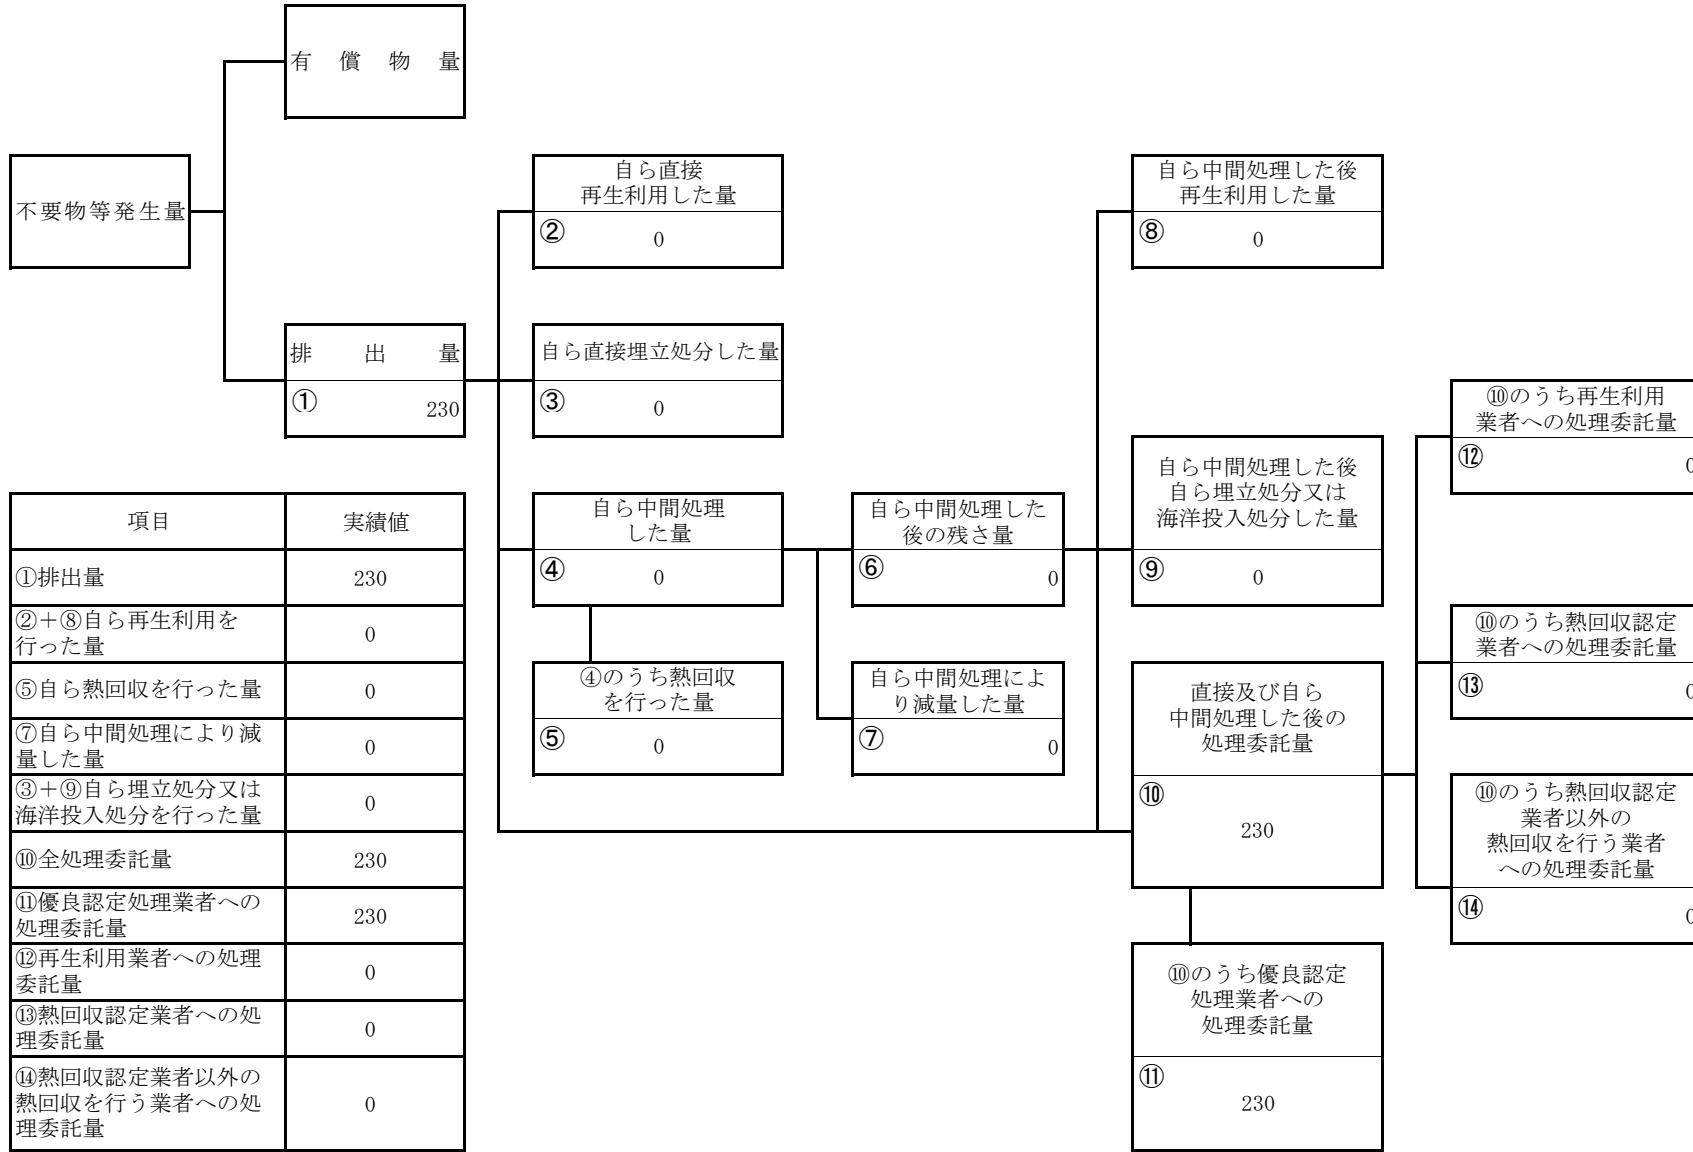 有償物量
不要物等発生量
排出量
①
230
自ら直接
再生利用した量
②
0
自ら直接埋立処分した量
③
0
自ら中間処理
した量
④
0
④のうち熱回収
を行った量
⑤
0
自ら中間処理した
後の残さ量
⑥
0
自ら中間処理によ
り減量した量
⑦
0
自ら中間処理した後
再生利用した量
⑧
0
自ら中間処理した後
自ら埋立処分又は
海洋投入処分した量
⑨
0
直接及び自ら
中間処理した後の
処理委託量
⑩
230
⑩のうち優良認定
処理業者への
処理委託量
⑪
230
⑩のうち再生利用
業者への処理委託量
⑫
0
⑩のうち熱回収認定
業者への処理委託量
⑬
0
⑩のうち熱回収認定
業者以外の
熱回収を行う業者
への処理委託量
⑭
0
項目 実績値
①排出量 230
②+⑧自ら再生利用を
行った量
0
⑤自ら熱回収を行った量 0
⑦自ら中間処理により減
量した量
0
③+⑨自ら埋立処分又は
海洋投入処分を行った量
0
⑩全処理委託量 230
⑪優良認定処理業者への
処理委託量
230
⑫再生利用業者への処理
委託量
0
⑬熱回収認定業者への処
理委託量
0
⑭熱回収認定業者以外の
熱回収を行う業者への処
理委託量
0